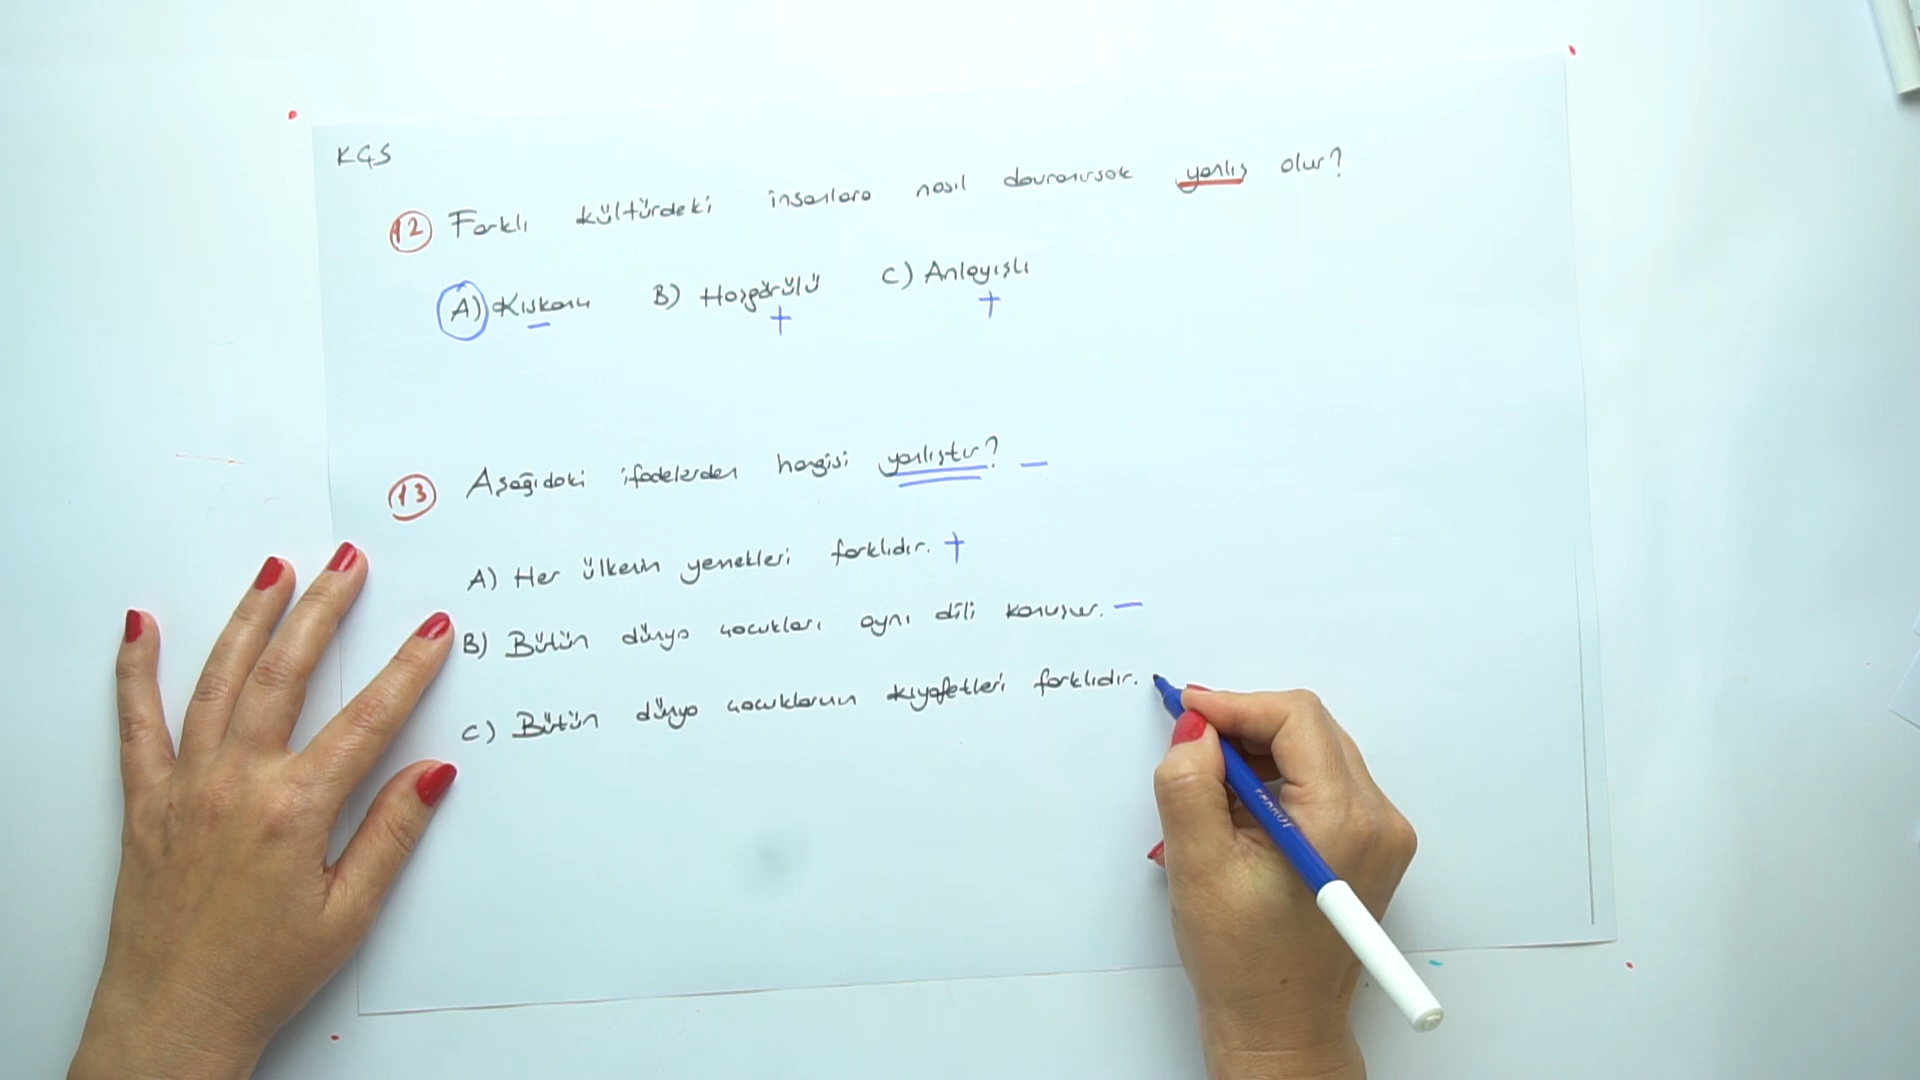 KGS
12 Farklı kültürdeki insanlara nasıl davranırsak yanlış olur?
A) Kıskanç B) Hoşgörülü C) Anlayışlı
13 Aşağıdaki ifadelerden hangisi yanlıştır? -
A) Her ülkenin yemekleri farklıdır. +
B) Bütün dünya çocukları aynı dili konuşur. -
C) Bütün dünya çocuklarının kıyafetleri farklıdır.